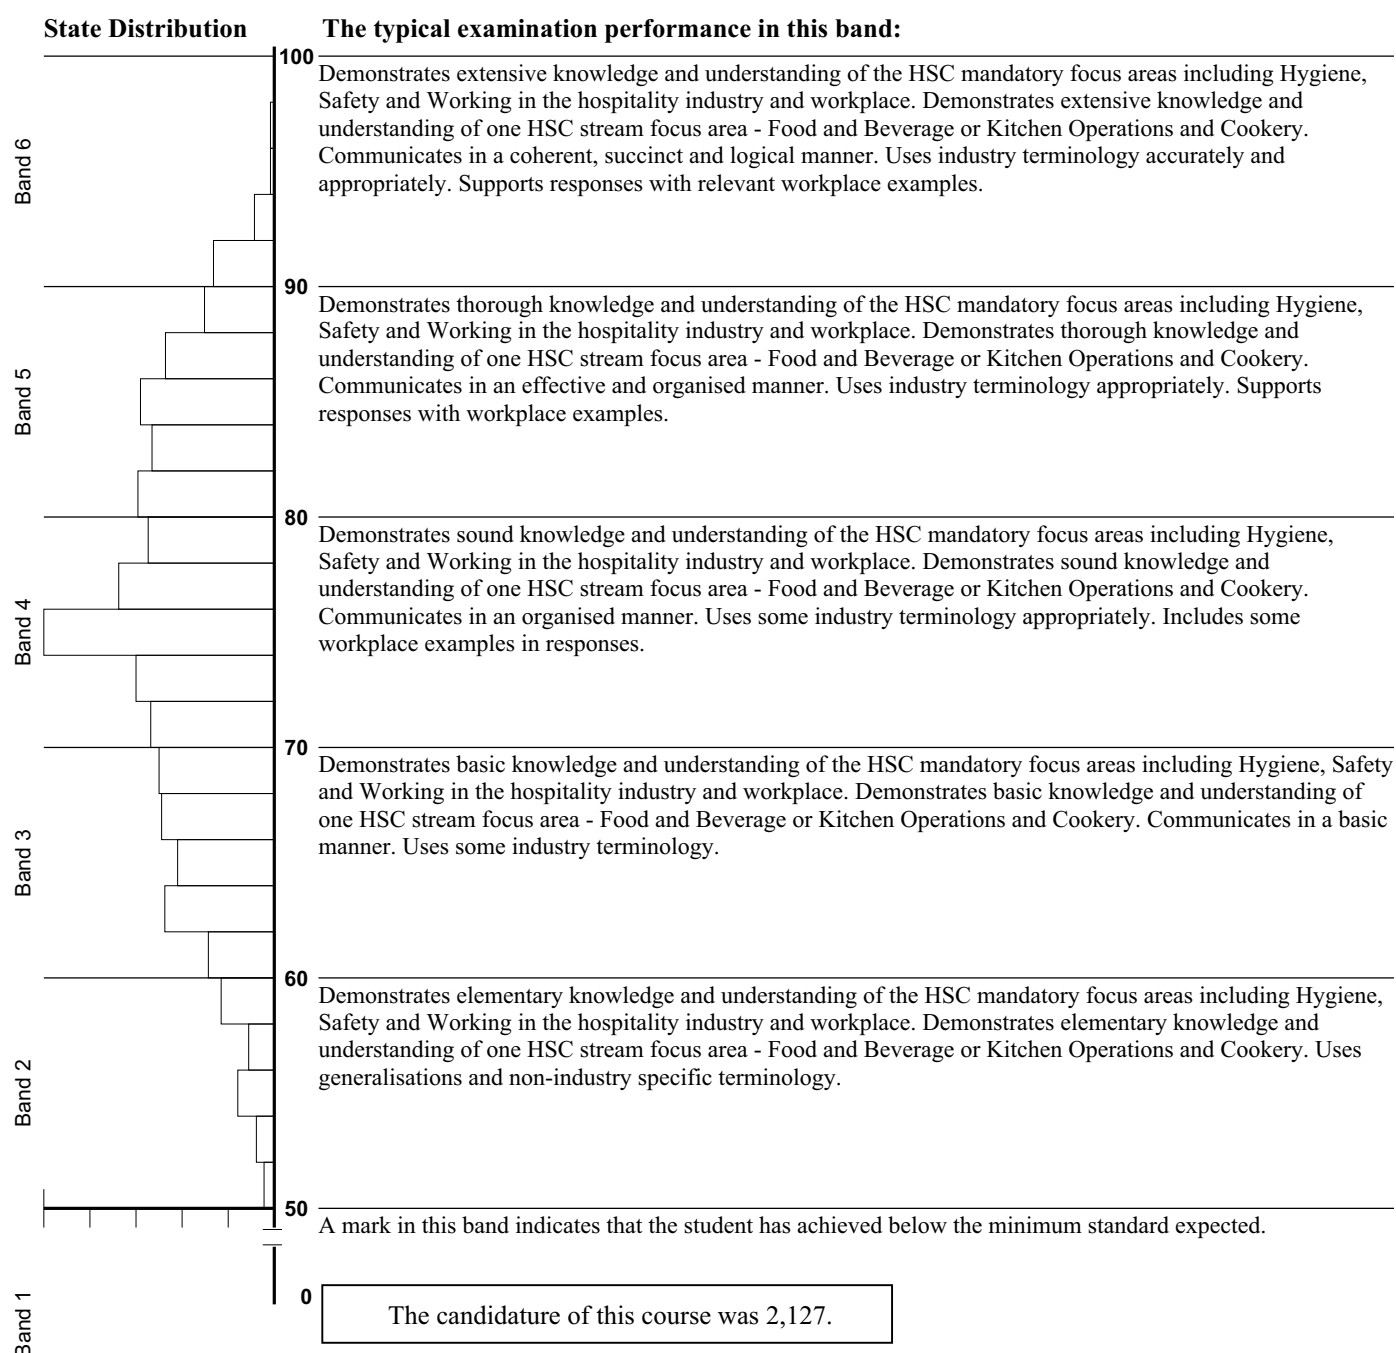 State Distribution
The typical examination performance in this band:
100
Band 6
Demonstrates extensive knowledge and understanding of the HSC mandatory focus areas including Hygiene,
Safety and Working in the hospitality industry and workplace. Demonstrates extensive knowledge and
understanding of one HSC stream focus area - Food and Beverage or Kitchen Operations and Cookery.
Communicates in a coherent, succinct and logical manner. Uses industry terminology accurately and
appropriately. Supports responses with relevant workplace examples.
90
Band 5
Demonstrates thorough knowledge and understanding of the HSC mandatory focus areas including Hygiene,
Safety and Working in the hospitality industry and workplace. Demonstrates thorough knowledge and
understanding of one HSC stream focus area - Food and Beverage or Kitchen Operations and Cookery.
Communicates in an effective and organised manner. Uses industry terminology appropriately. Supports
responses with workplace examples.
80
Band 4
Demonstrates sound knowledge and understanding of the HSC mandatory focus areas including Hygiene,
Safety and Working in the hospitality industry and workplace. Demonstrates sound knowledge and
understanding of one HSC stream focus area - Food and Beverage or Kitchen Operations and Cookery.
Communicates in an organised manner. Uses some industry terminology appropriately. Includes some
workplace examples in responses.
70
Band 3
Demonstrates basic knowledge and understanding of the HSC mandatory focus areas including Hygiene, Safety
and Working in the hospitality industry and workplace. Demonstrates basic knowledge and understanding of
one HSC stream focus area - Food and Beverage or Kitchen Operations and Cookery. Communicates in a basic
manner. Uses some industry terminology.
60
Band 2
Demonstrates elementary knowledge and understanding of the HSC mandatory focus areas including Hygiene,
Safety and Working in the hospitality industry and workplace. Demonstrates elementary knowledge and
understanding of one HSC stream focus area - Food and Beverage or Kitchen Operations and Cookery. Uses
generalisations and non-industry specific terminology.
50
A mark in this band indicates that the student has achieved below the minimum standard expected.
Band 1
0
The candidature of this course was 2,127.